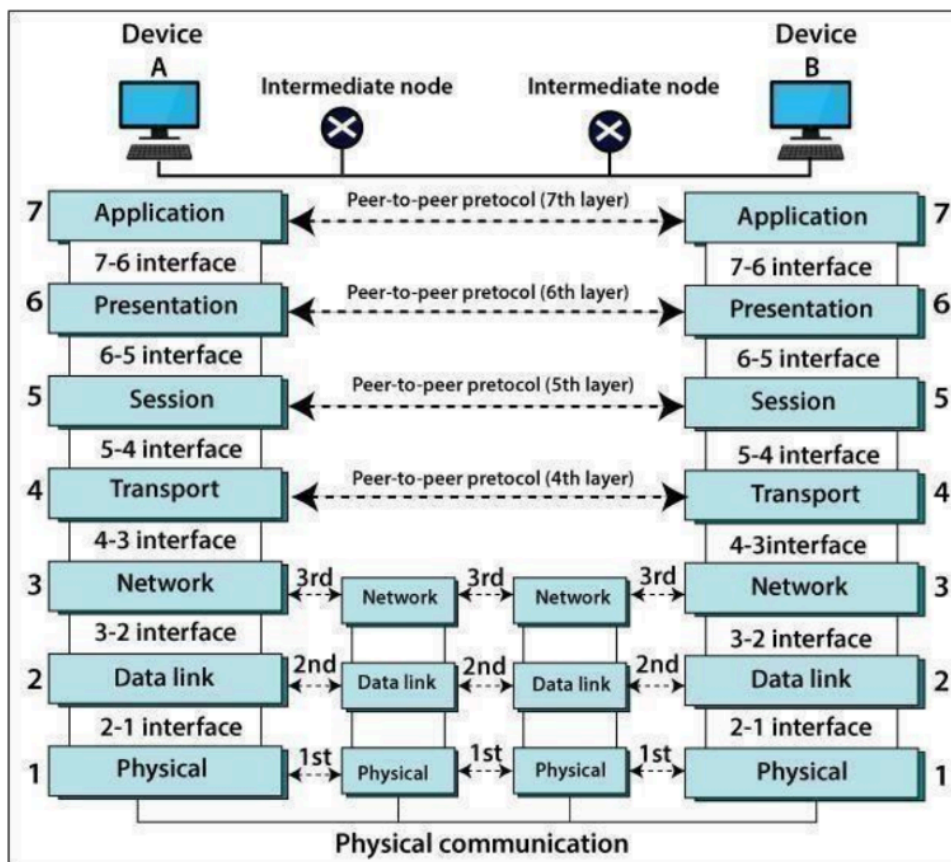 Device
A
Device
B
Intermediate node
Intermediate node
7
Application
Peer-to-peer pretocol (7th layer)
Application
7
7-6 interface
7-6 interface
6
Presentation
Peer-to-peer pretocol (6th layer)
Presentation
6
6-5 interface
6-5 interface
5
Session
Peer-to-peer pretocol (5th layer)
Session
5
5-4 interface
5-4 interface
4
Transport
Peer-to-peer pretocol (4th layer)
Transport
4
4-3 interface
4-3interface
3
Network
3rd
Network
3rd
Network
3rd
Network
3
3-2 interface
3-2 interface
2
Data link
2nd
Data link
2nd
Data link
2nd
Data link
2
2-1 interface
2-1 interface
1
Physical
1st
Physical
1st
Physical
1st
Physical
1
Physical communication